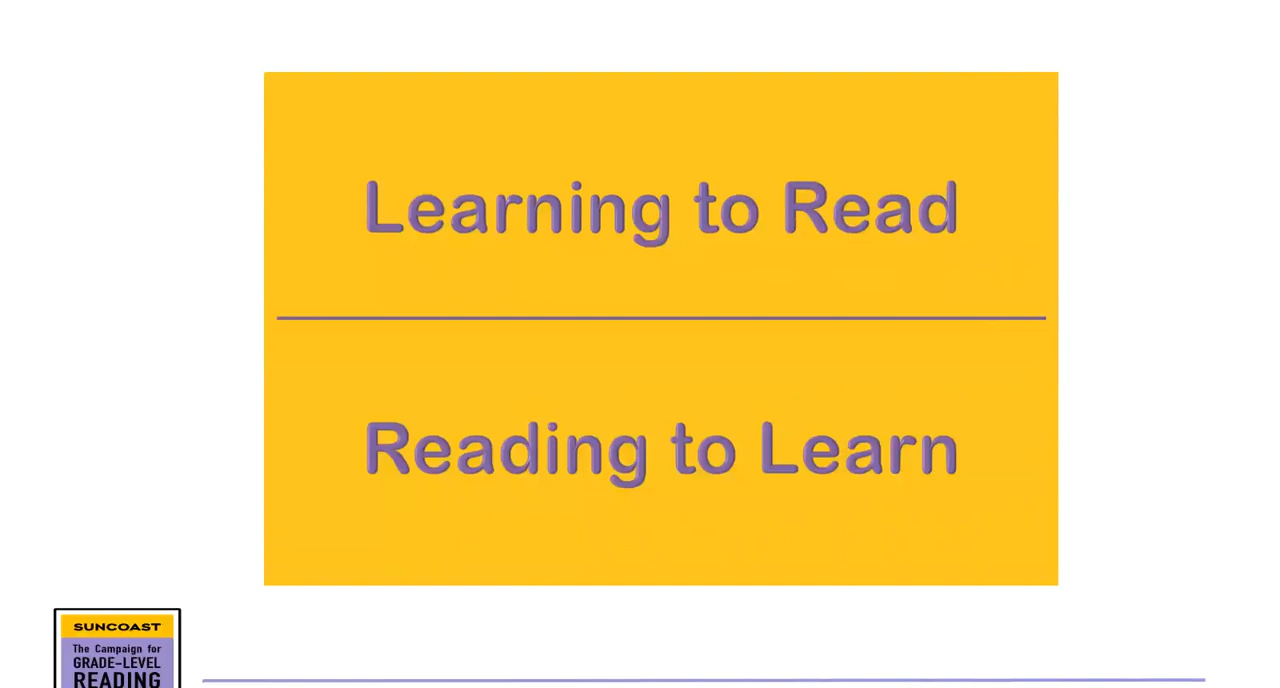 Learning to Read
Reading to Learn
SUNCOAST
The Campaign for
GRADE-LEVEL
READING